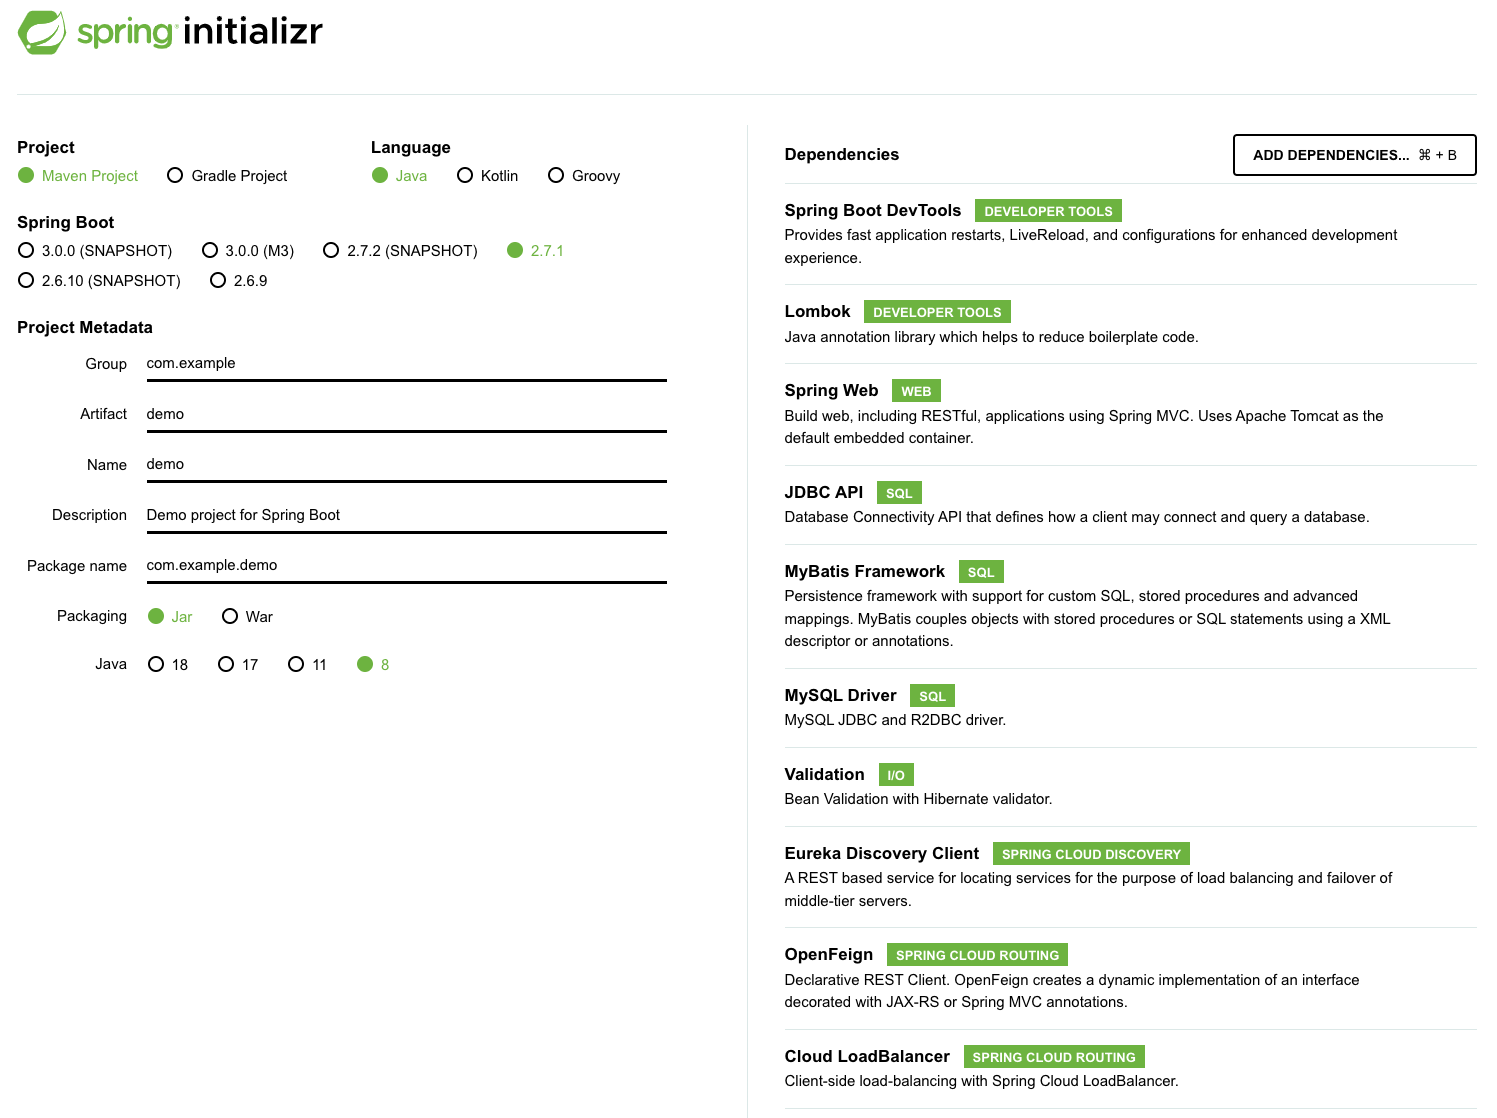 spring initializr
Project
Maven Project
Gradle Project
Language
Java
Kotlin
Groovy
Spring Boot
3.0.0 (SNAPSHOT)
3.0.0 (M3)
2.7.2 (SNAPSHOT)
2.7.1
2.6.10 (SNAPSHOT)
2.6.9
Project Metadata
Group com.example
Artifact demo
Name demo
Description Demo project for Spring Boot
Package name com.example.demo
Packaging Jar War
Java 18 17 11 8
Dependencies
ADD DEPENDENCIES... ⌘ + B
Spring Boot DevTools DEVELOPER TOOLS
Provides fast application restarts, LiveReload, and configurations for enhanced development
experience.
Lombok DEVELOPER TOOLS
Java annotation library which helps to reduce boilerplate code.
Spring Web WEB
Build web, including RESTful, applications using Spring MVC. Uses Apache Tomcat as the
default embedded container.
JDBC API SQL
Database Connectivity API that defines how a client may connect and query a database.
MyBatis Framework SQL
Persistence framework with support for custom SQL, stored procedures and advanced
mappings. MyBatis couples objects with stored procedures or SQL statements using a XML
descriptor or annotations.
MySQL Driver SQL
MySQL JDBC and R2DBC driver.
Validation I/O
Bean Validation with Hibernate validator.
Eureka Discovery Client SPRING CLOUD DISCOVERY
A REST based service for locating services for the purpose of load balancing and failover of
middle-tier servers.
OpenFeign SPRING CLOUD ROUTING
Declarative REST Client. OpenFeign creates a dynamic implementation of an interface
decorated with JAX-RS or Spring MVC annotations.
Cloud LoadBalancer SPRING CLOUD ROUTING
Client-side load-balancing with Spring Cloud LoadBalancer.